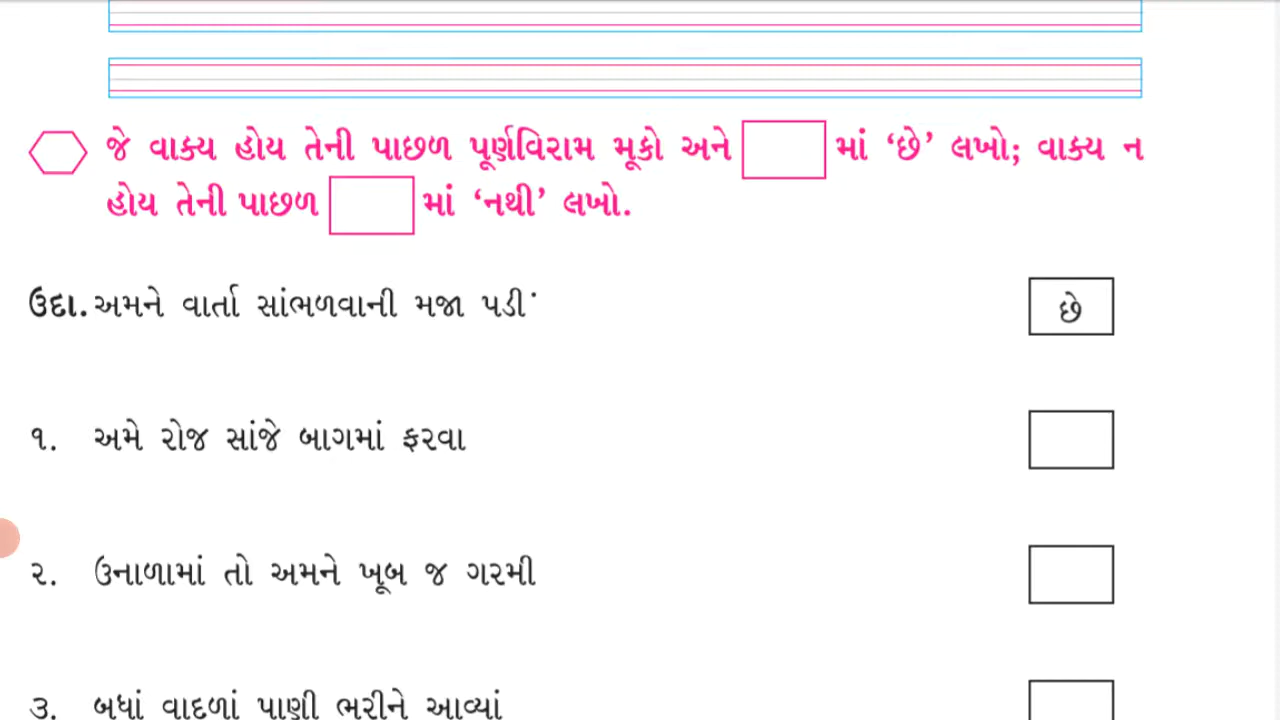 જે વાક્ય હોય તેની પાછળ પૂર્ણવિરામ મૂકો અને માં ‘છે’ લખો; વાક્ય ન
હોય તેની પાછળ માં ‘નથી’ લખો.
ઉદા. અમને વાર્તા સાંભળવાની મજા પડી. છે
૧. અમે રોજ સાંજે બાગમાં ફરવા
૨. ઉનાળામાં તો અમને ખૂબ જ ગરમી
૩. બધાં વાદળાં પાણી ભરીને આવ્યાં